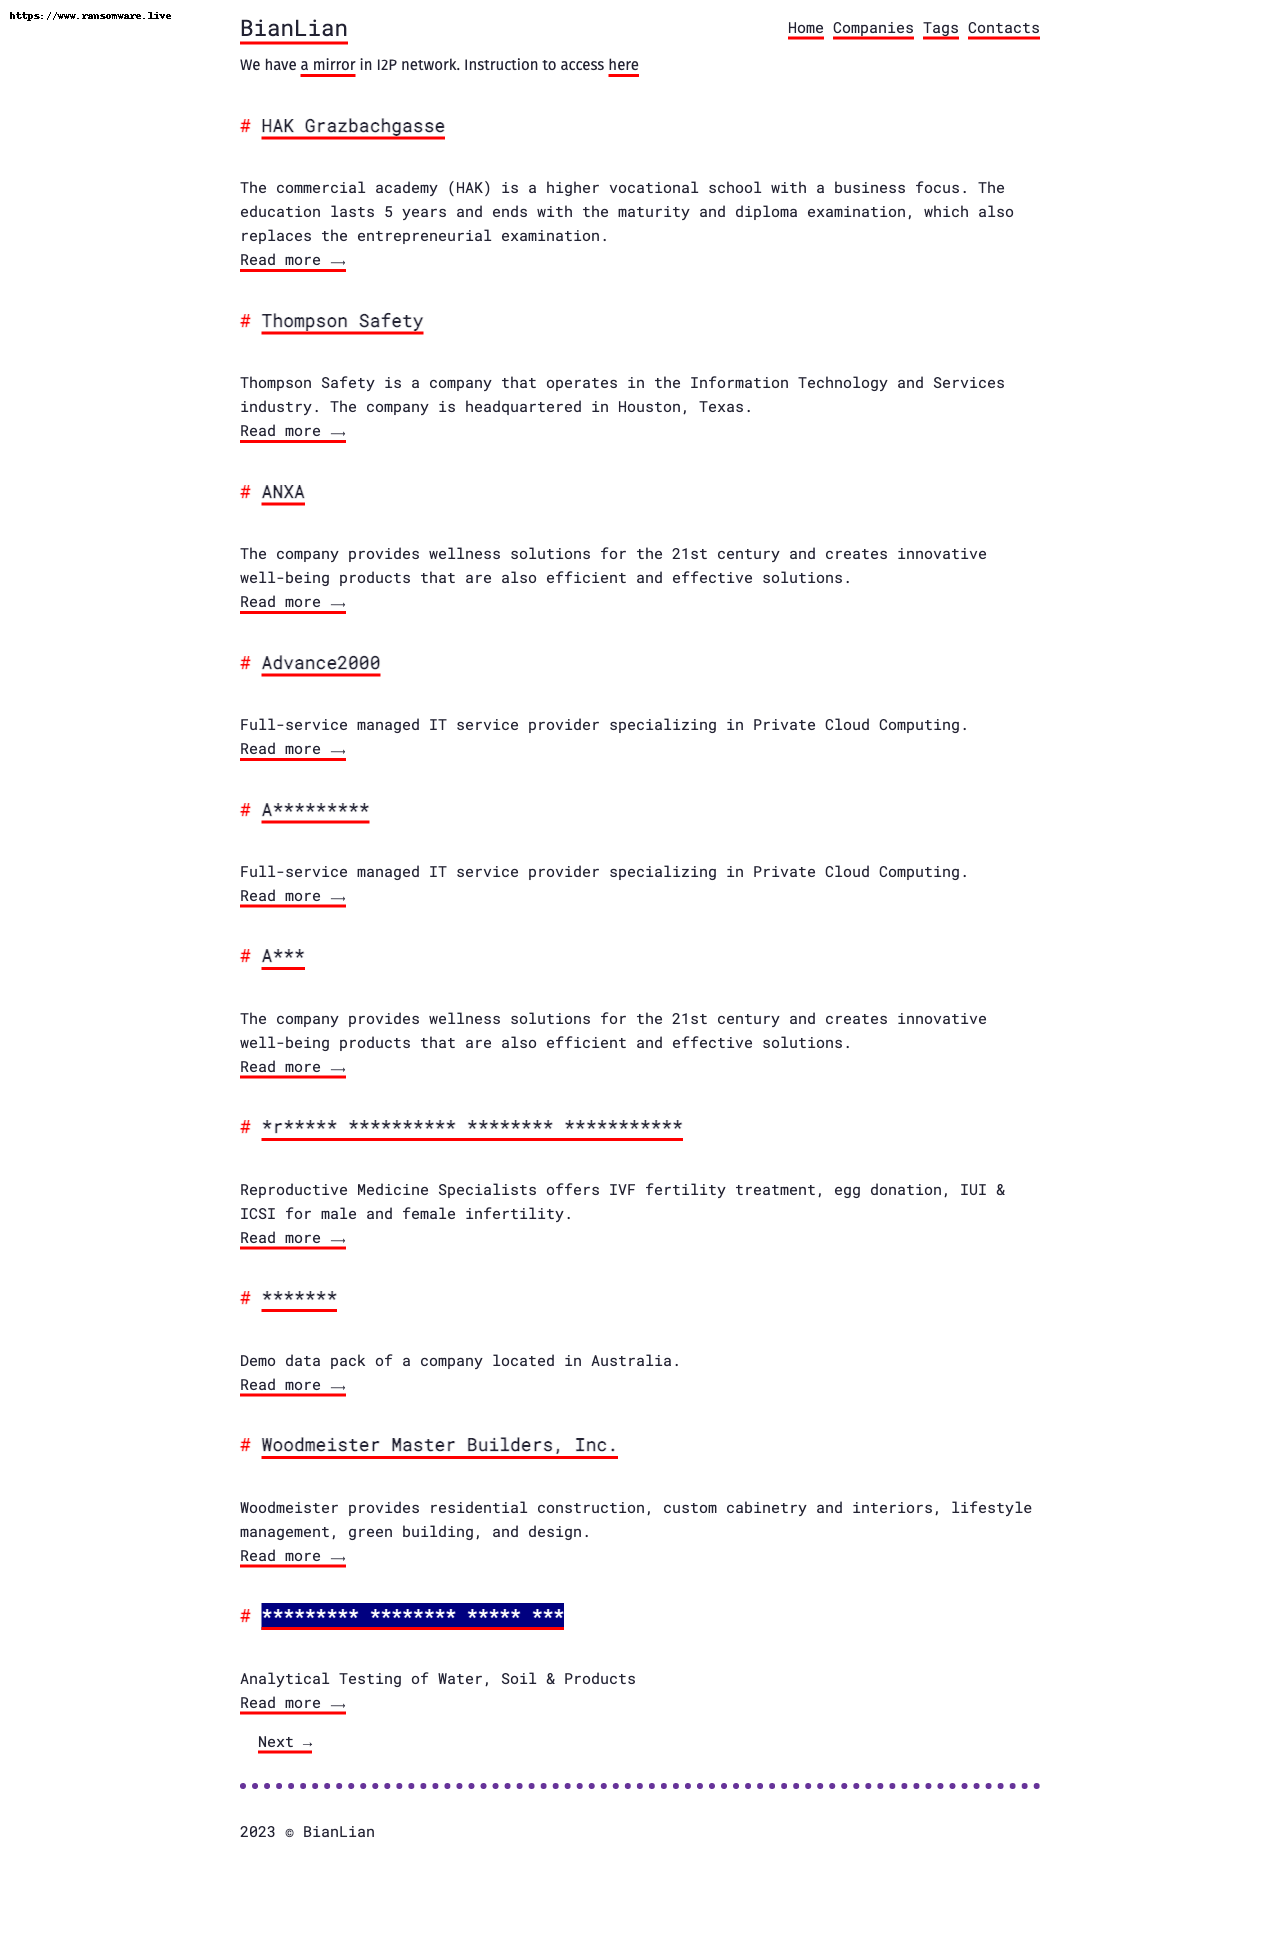 https://www.ransomware.live
BianLian
Home Companies Tags Contacts
We have a mirror in I2P network. Instruction to access here
# HAK Grazbachgasse
The commercial academy (HAK) is a higher vocational school with a business focus. The
education lasts 5 years and ends with the maturity and diploma examination, which also
replaces the entrepreneurial examination.
Read more ⟶
# Thompson Safety
Thompson Safety is a company that operates in the Information Technology and Services
industry. The company is headquartered in Houston, Texas.
Read more ⟶
# ANXA
The company provides wellness solutions for the 21st century and creates innovative
well-being products that are also efficient and effective solutions.
Read more ⟶
# Advance2000
Full-service managed IT service provider specializing in Private Cloud Computing.
Read more ⟶
# A*********
Full-service managed IT service provider specializing in Private Cloud Computing.
Read more ⟶
# A***
The company provides wellness solutions for the 21st century and creates innovative
well-being products that are also efficient and effective solutions.
Read more ⟶
# *r***** ********** ******** ***********
Reproductive Medicine Specialists offers IVF fertility treatment, egg donation, IUI &
ICSI for male and female infertility.
Read more ⟶
# *******
Demo data pack of a company located in Australia.
Read more ⟶
# Woodmeister Master Builders, Inc.
Woodmeister provides residential construction, custom cabinetry and interiors, lifestyle
management, green building, and design.
Read more ⟶
# ********* ******** ***** ***
Analytical Testing of Water, Soil & Products
Read more ⟶
Next →
2023 © BianLian